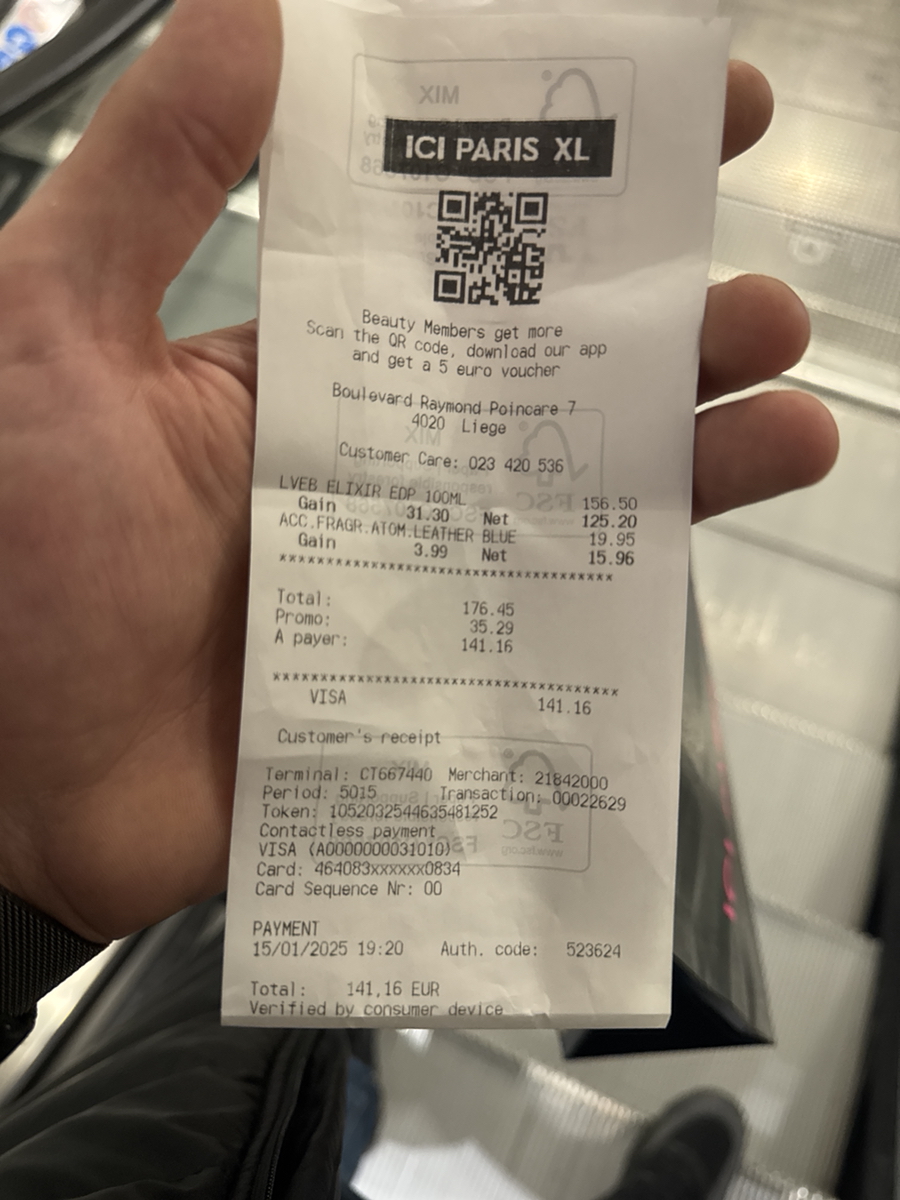 ICI PARIS XL
Beauty Members get more
Scan the QR code, download our app
and get a 5 euro voucher
Boulevard Raymond Poincare 7
4020 Liege
Customer Care: 023 420 536
LVEB ELIXIR EDP 100ML 156.50
Gain 31.30 Net 125.20
ACC.FRAGR.ATOM.LEATHER BLUE 19.95
Gain 3.99 Net 15.96
****************************************
Total: 176.45
Promo: 35.29
A payer: 141.16
****************************************
VISA 141.16
Customer's receipt
Terminal: CT667440 Merchant: 21842000
Period: 5015 Transaction: 00022629
Token: 1052032544635481252
Contactless payment
VISA (A0000000031010)
Card: 464083xxxxxx0834
Card Sequence Nr: 00
PAYMENT
15/01/2025 19:20 Auth. code: 523624
Total: 141,16 EUR
Verified by consumer device